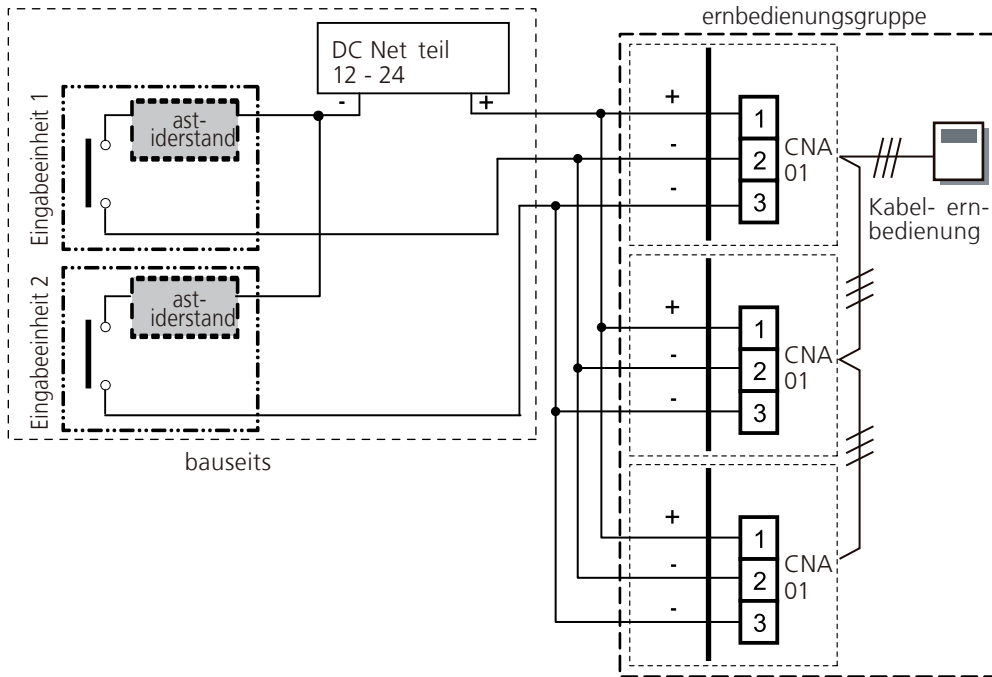 ernbedienungsgruppe
DC Net teil
12 - 24
-
+
Eingabeeinheit 1
ast-
iderstand
Eingabeeinheit 2
ast-
iderstand
bauseits
+
-
-
1
2
3
CNA
01
Kabel- ern-
bedienung
+
-
-
1
2
3
CNA
01
+
-
-
1
2
3
CNA
01